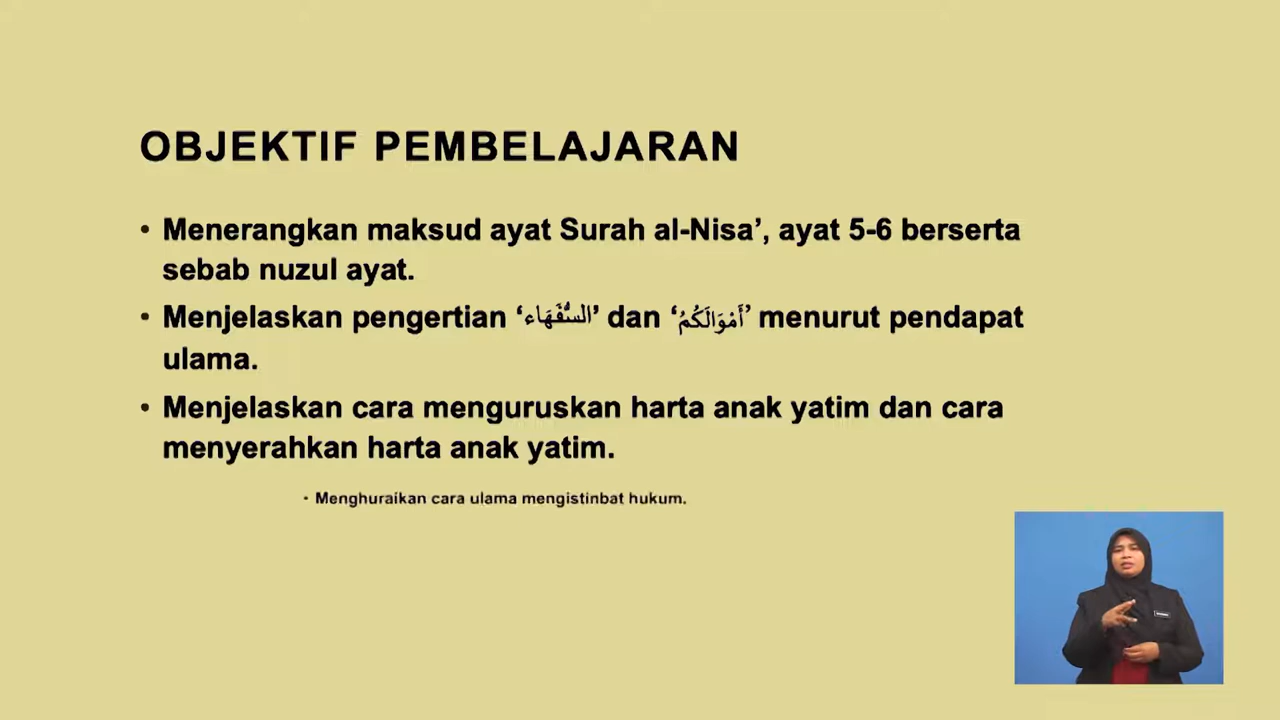 OBJEKTIF PEMBELAJARAN
• Menerangkan maksud ayat Surah al-Nisa’, ayat 5-6 berserta
sebab nuzul ayat.
• Menjelaskan pengertian ‘السُّفَهَاء’ dan ‘أَمْوَالَكُمُ’ menurut pendapat
ulama.
• Menjelaskan cara menguruskan harta anak yatim dan cara
menyerahkan harta anak yatim.
• Menghuraikan cara ulama mengistinbat hukum.